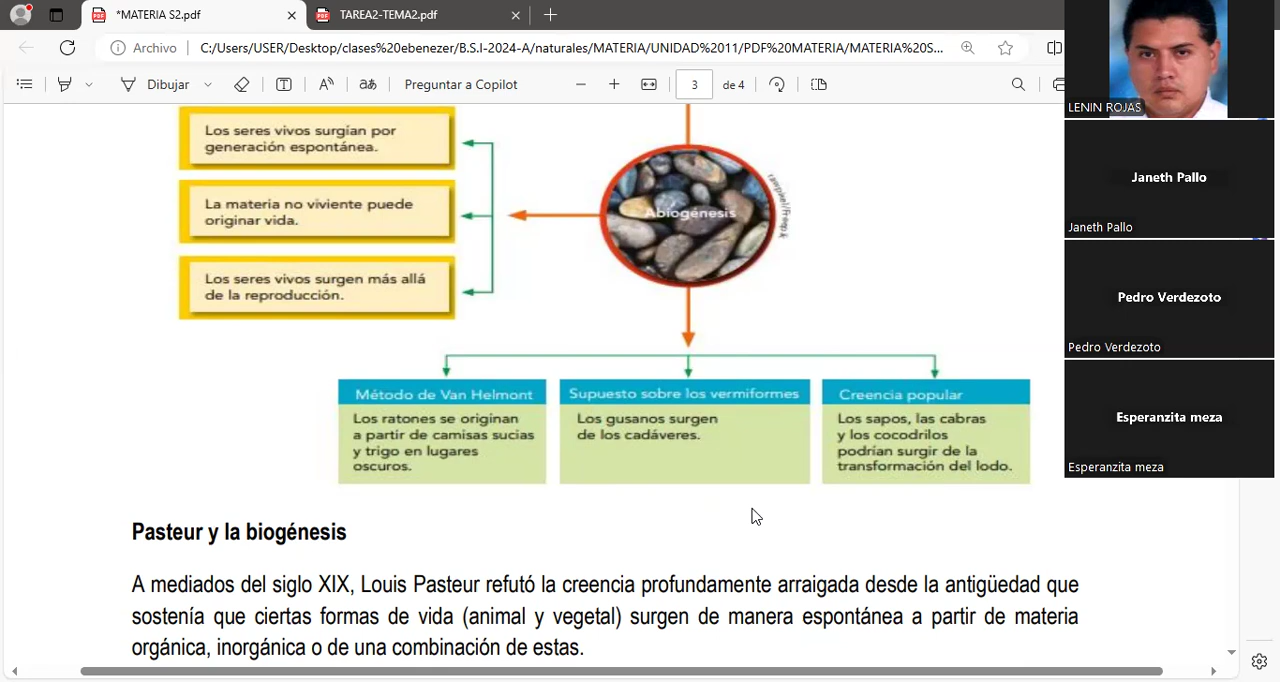 *MATERIA S2.pdf
TAREA2-TEMA2.pdf
Archivo
C:/Users/USER/Desktop/clases%20ebenezer/B.S.I-2024-A/naturales/MATERIA/UNIDAD%2011/PDF%20MATERIA/MATERIA%20S...
Dibujar
Preguntar a Copilot
3
de 4
Los seres vivos surgían por
generación espontánea.
La materia no viviente puede
originar vida.
Los seres vivos surgen más allá
de la reproducción.
Abiogénesis
Método de Van Helmont
Los ratones se originan
a partir de camisas sucias
y trigo en lugares
oscuros.
Supuesto sobre los vermiformes
Los gusanos surgen
de los cadáveres.
Creencia popular
Los sapos, las cabras
y los cocodrilos
podrían surgir de la
transformación del lodo.
Pasteur y la biogénesis
A mediados del siglo XIX, Louis Pasteur refutó la creencia profundamente arraigada desde la antigüedad que
sostenía que ciertas formas de vida (animal y vegetal) surgen de manera espontánea a partir de materia
orgánica, inorgánica o de una combinación de estas.
LENIN ROJAS
Janeth Pallo
Janeth Pallo
Pedro Verdezoto
Pedro Verdezoto
Esperanzita meza
Esperanzita meza